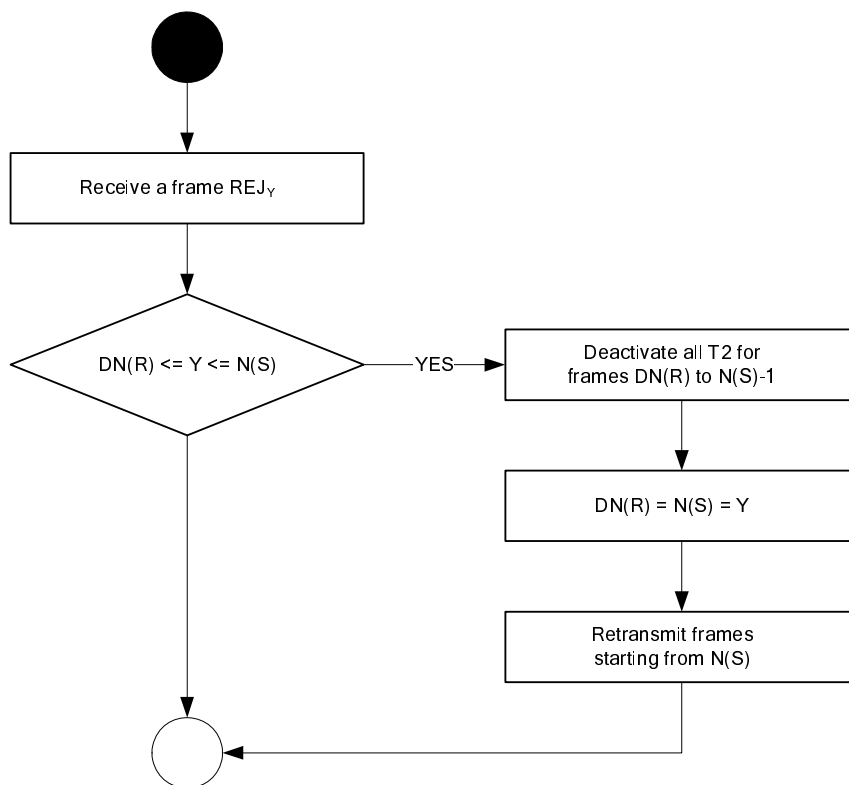 Receive a frame REJY
DN(R) <= Y <= N(S)
YES
Deactivate all T2 for
frames DN(R) to N(S)-1
DN(R) = N(S) = Y
Retransmit frames
starting from N(S)